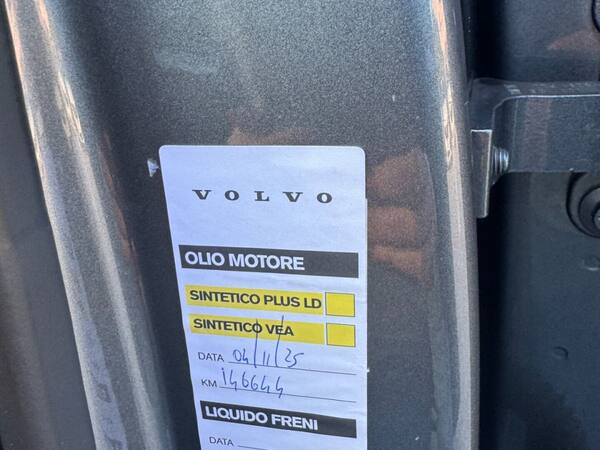 VOLVO
OLIO MOTORE
SINTETICO PLUS LD
SINTETICO VEA
DATA 04/11/25
KM 146644
LIQUIDO FRENI
DATA